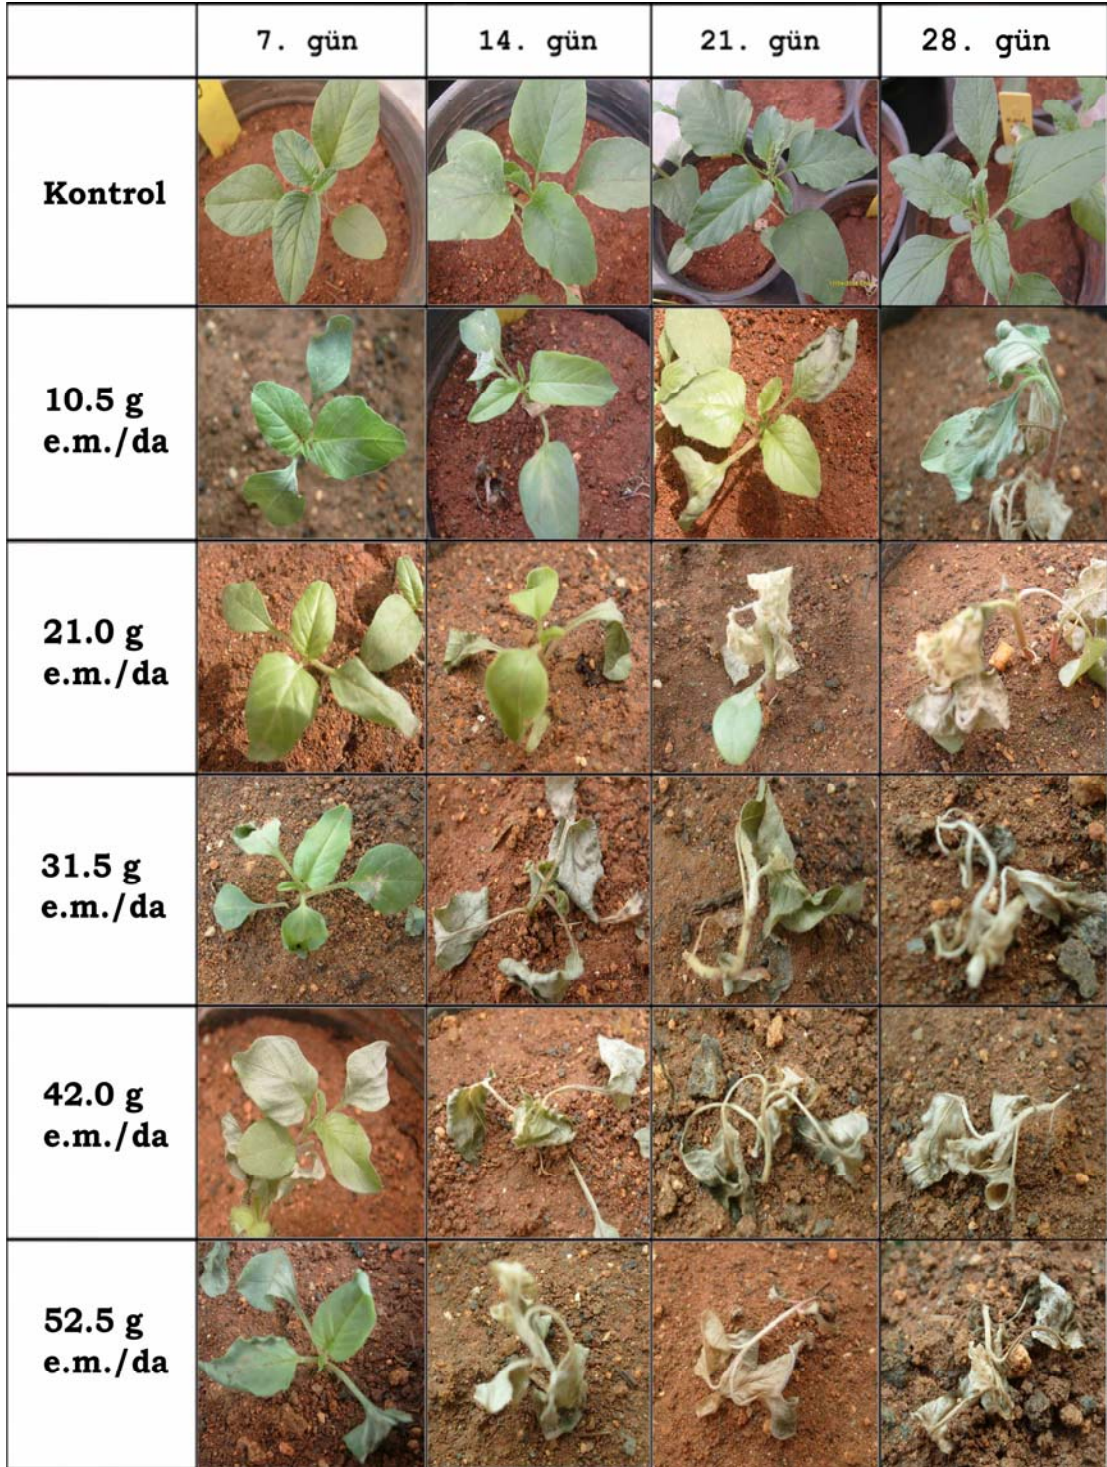 7. gün 14. gün 21. gün 28. gün
Kontrol
10.5 g
e.m./da
21.0 g
e.m./da
31.5 g
e.m./da
42.0 g
e.m./da
52.5 g
e.m./da